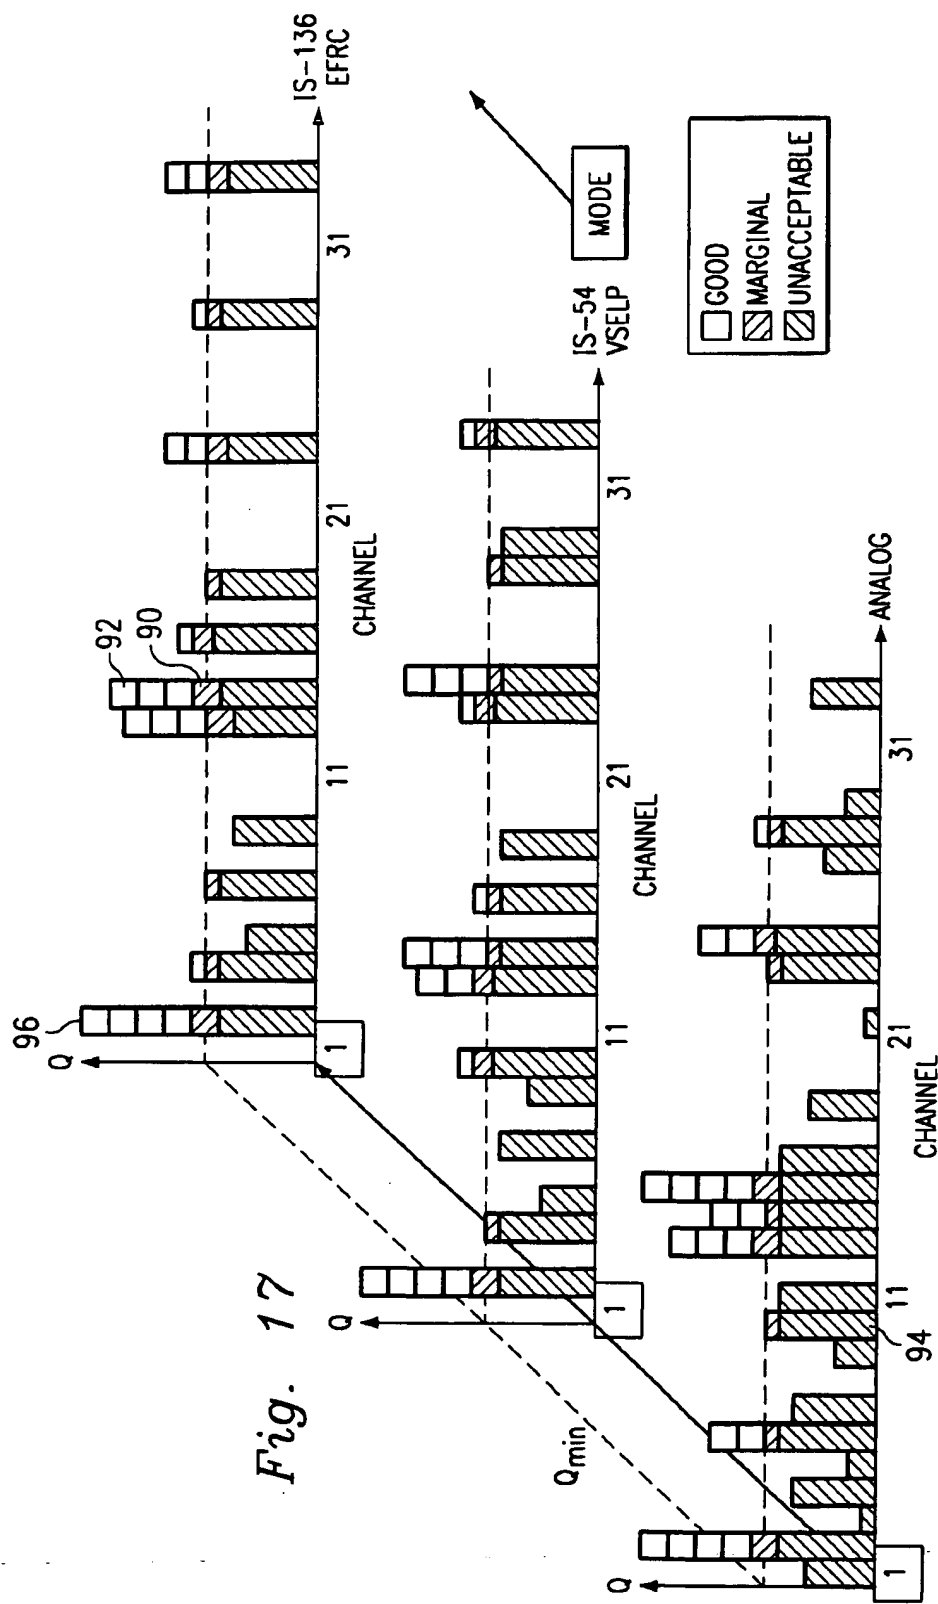 Fig. 17
Q
96
92
90
IS-136
EFRC
1
11
21
31
CHANNEL
MODE
Q
IS-54
VSELP
1
11
21
31
CHANNEL
Qmin
Q
ANALOG
1
11
21
31
94
CHANNEL
GOOD
MARGINAL
UNACCEPTABLE